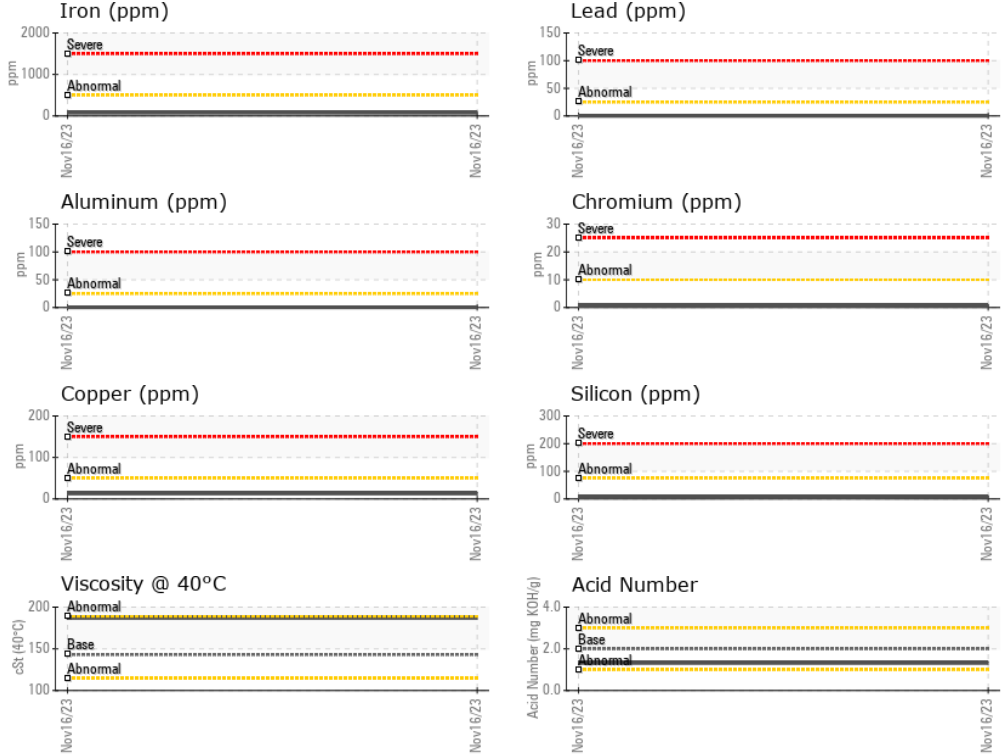 Iron (ppm)
2000
1000
0
ppm
Severe
Abnormal
Nov16/23
Nov16/23
Lead (ppm)
150
100
50
0
ppm
Severe
Abnormal
Nov16/23
Nov16/23
Aluminum (ppm)
150
100
50
0
ppm
Severe
Abnormal
Nov16/23
Nov16/23
Chromium (ppm)
30
20
10
0
ppm
Severe
Abnormal
Nov16/23
Nov16/23
Copper (ppm)
200
100
0
ppm
Severe
Abnormal
Nov16/23
Nov16/23
Silicon (ppm)
300
200
100
0
ppm
Severe
Abnormal
Nov16/23
Nov16/23
Viscosity @ 40°C
200
150
100
cSt (40°C)
Abnormal
Base
Abnormal
Nov16/23
Nov16/23
Acid Number
4.0
2.0
0.0
Acid Number (mg KOH/g)
Abnormal
Base
Abnormal
Nov16/23
Nov16/23